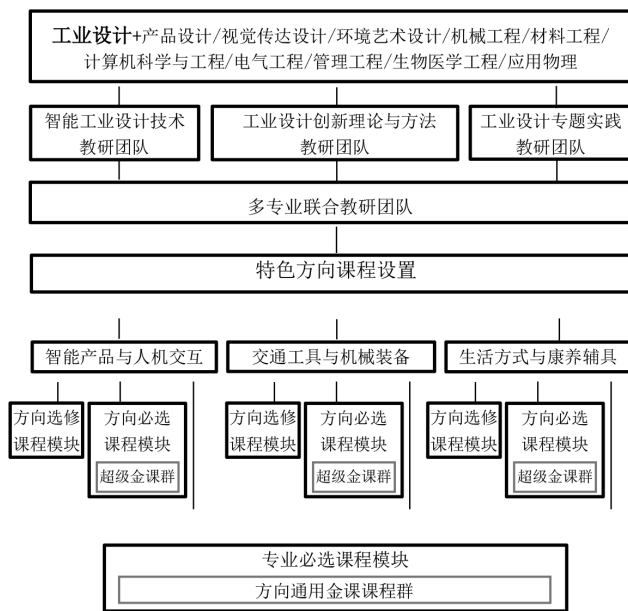 工业设计+产品设计/视觉传达设计/环境艺术设计/机械工程/材料工程/
计算机科学与工程/电气工程/管理工程/生物医学工程/应用物理
智能工业设计技术
教研团队
工业设计创新理论与方法
教研团队
工业设计专题实践
教研团队
多专业联合教研团队
特色方向课程设置
智能产品与人机交互
交通工具与机械装备
生活方式与康养辅具
方向选修
课程模块
方向必选
课程模块
超级金课群
方向选修
课程模块
方向必选
课程模块
超级金课群
方向选修
课程模块
方向必选
课程模块
超级金课群
专业必选课程模块
方向通用金课课程群